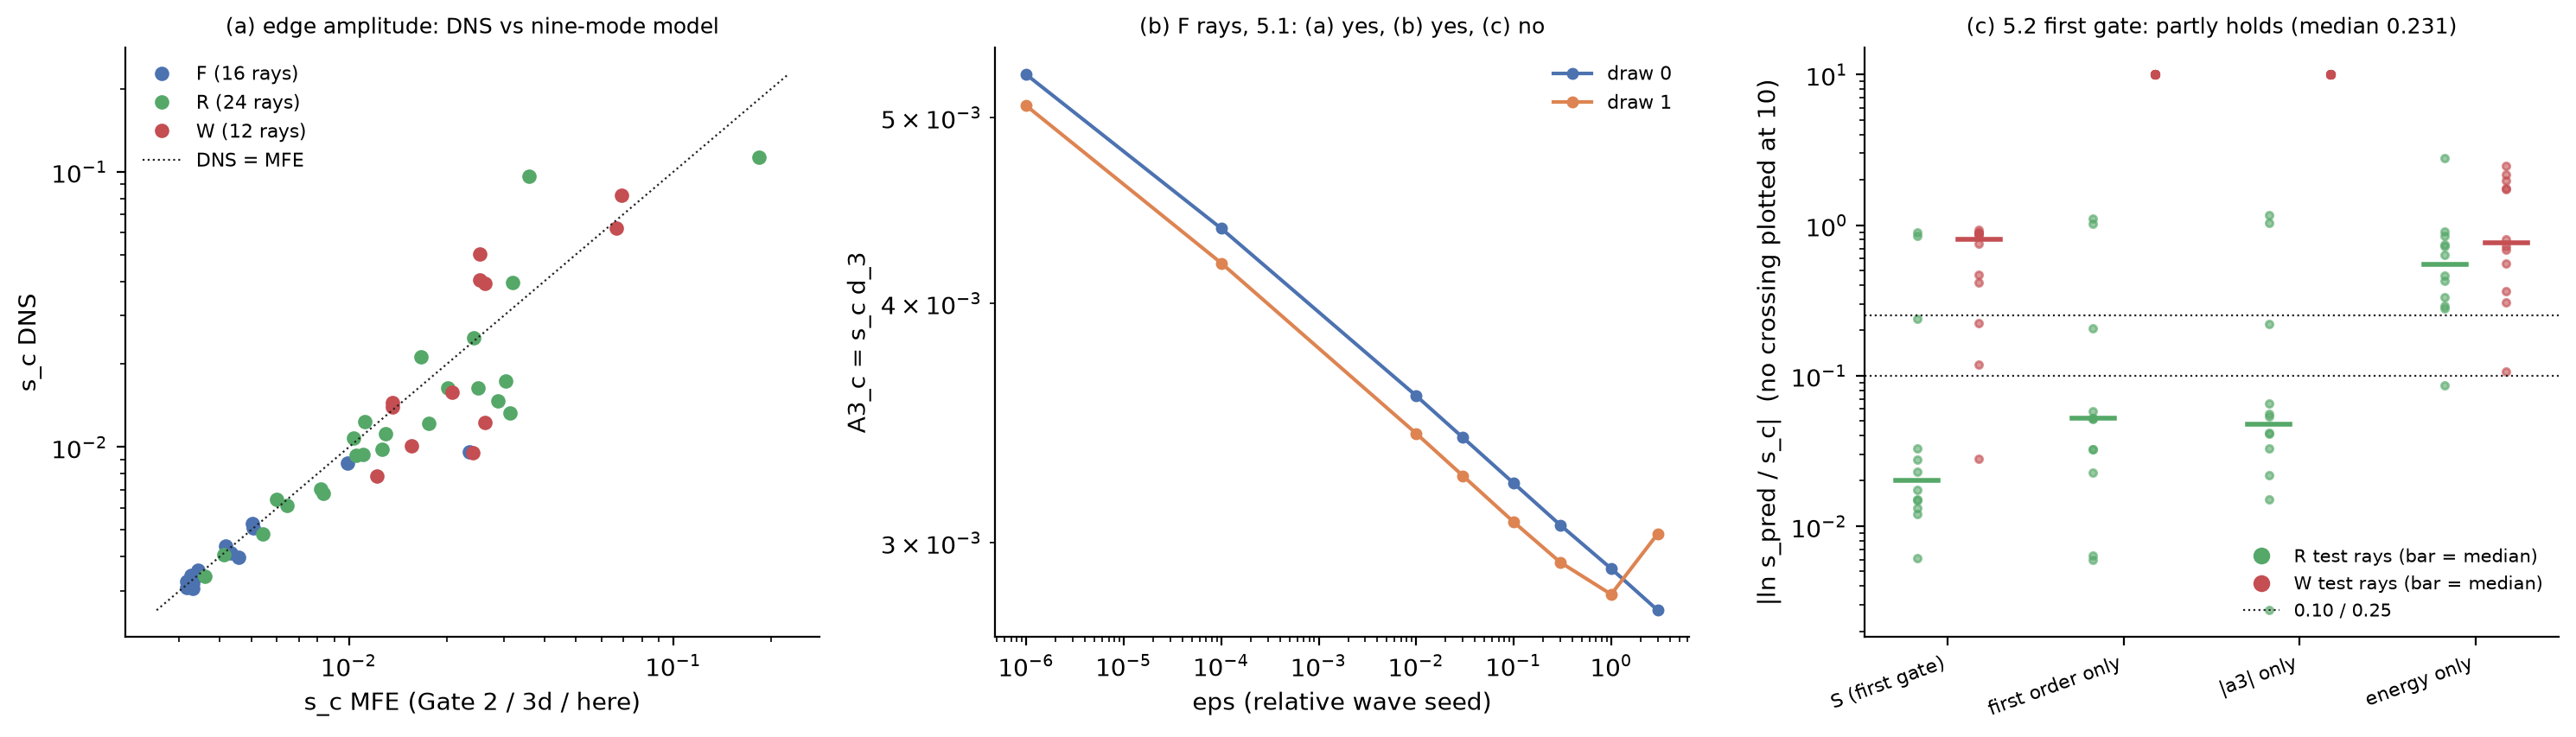 (a) edge amplitude: DNS vs nine-mode model
F (16 rays)
R (24 rays)
W (12 rays)
DNS = MFE
10⁻¹
10⁻²
s_c DNS
10⁻²
10⁻¹
s_c MFE (Gate 2 / 3d / here)
(b) F rays, 5.1: (a) yes, (b) yes, (c) no
draw 0
draw 1
5 × 10⁻³
4 × 10⁻³
3 × 10⁻³
A3_c = s_c d_3
10⁻⁶
10⁻⁵
10⁻⁴
10⁻³
10⁻²
10⁻¹
10⁰
eps (relative wave seed)
(c) 5.2 first gate: partly holds (median 0.231)
10¹
10⁰
10⁻¹
10⁻²
|ln s_pred / s_c| (no crossing plotted at 10)
R test rays (bar = median)
W test rays (bar = median)
0.10 / 0.25
S (first gate)
first order only
|a3| only
energy only